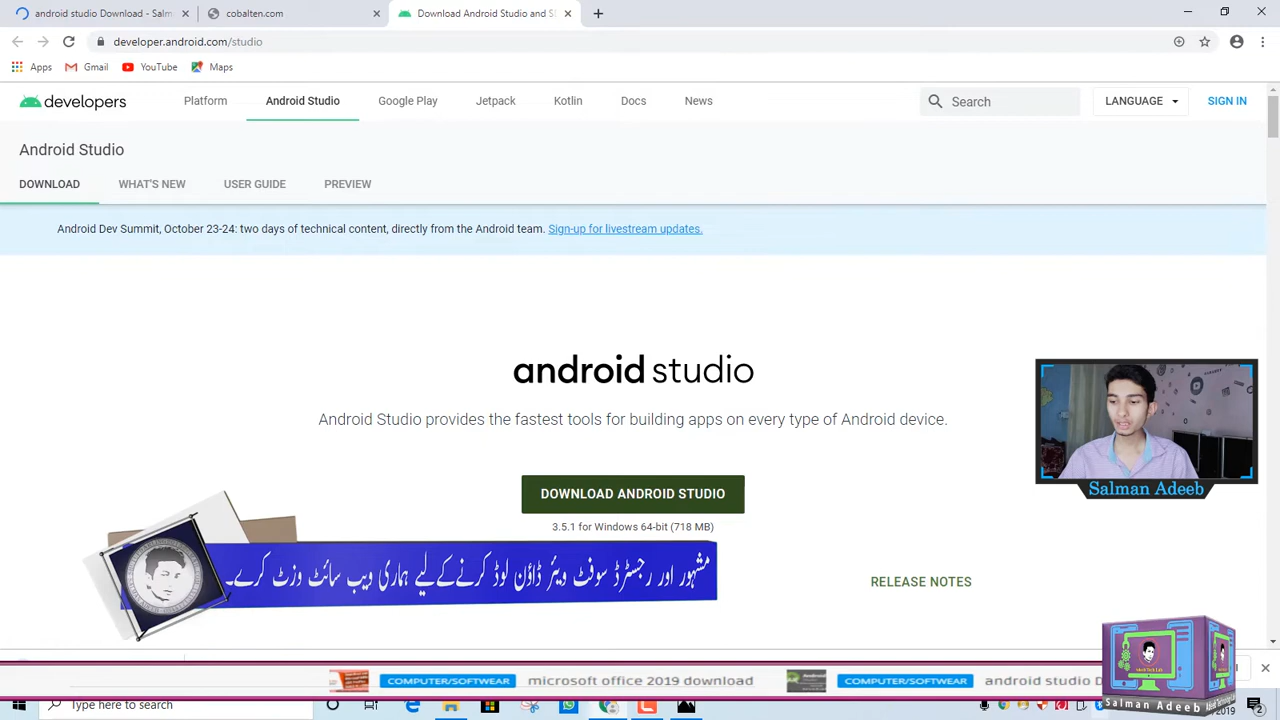 android studio Download - Salm
cobalten.com
Download Android Studio and S
developer.android.com/studio
Apps
Gmail
YouTube
Maps
developers
Platform
Android Studio
Google Play
Jetpack
Kotlin
Docs
News
Search
LANGUAGE
SIGN IN
Android Studio
DOWNLOAD
WHAT'S NEW
USER GUIDE
PREVIEW
Android Dev Summit, October 23-24: two days of technical content, directly from the Android team. Sign-up for livestream updates.
android studio
Android Studio provides the fastest tools for building apps on every type of Android device.
DOWNLOAD ANDROID STUDIO
3.5.1 for Windows 64-bit (718 MB)
Salman Adeeb
مشہور اور رجسٹرڈ سوفٹ ویئر ڈاؤن لوڈ کرنے کے لیے ہماری ویب سائٹ وزٹ کرے۔
RELEASE NOTES
COMPUTER/SOFTWEAR
microsoft office 2019 download
COMPUTER/SOFTWEAR
android studio D
Salman Adeeb
Type here to search
2019
2